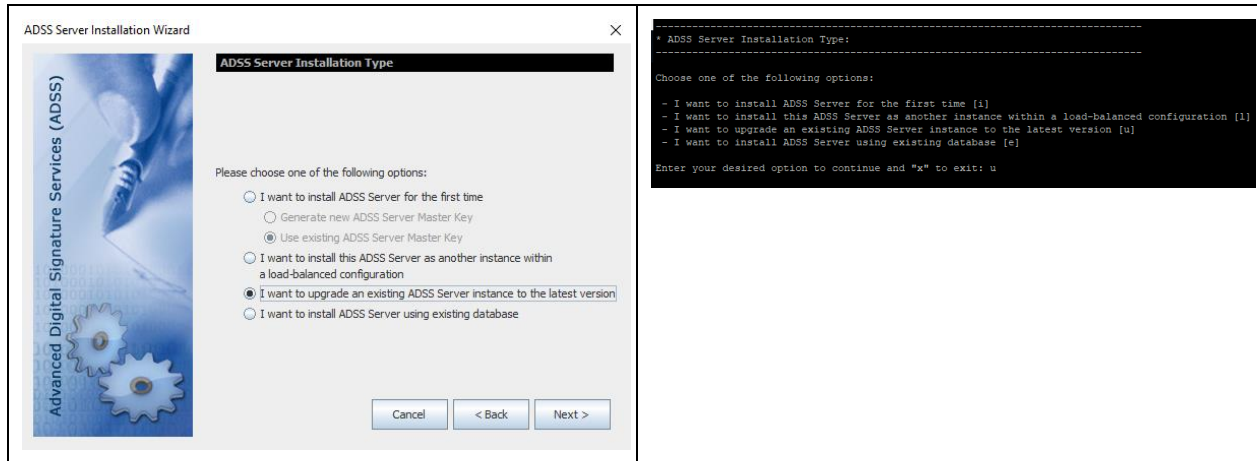 ADSS Server Installation Wizard
Advanced Digital Signature Services (ADSS)
ADSS Server Installation Type
Please choose one of the following options:
I want to install ADSS Server for the first time
Generate new ADSS Server Master Key
Use existing ADSS Server Master Key
I want to install this ADSS Server as another instance within
a load-balanced configuration
I want to upgrade an existing ADSS Server instance to the latest version
I want to install ADSS Server using existing database
Cancel
< Back
Next >
--------------------------------------------------------------------------------
* ADSS Server Installation Type:
--------------------------------------------------------------------------------
Choose one of the following options:
- I want to install ADSS Server for the first time [i]
- I want to install this ADSS Server as another instance within a load-balanced configuration [l]
- I want to upgrade an existing ADSS Server instance to the latest version [u]
- I want to install ADSS Server using existing database [e]
Enter your desired option to continue and "x" to exit: u